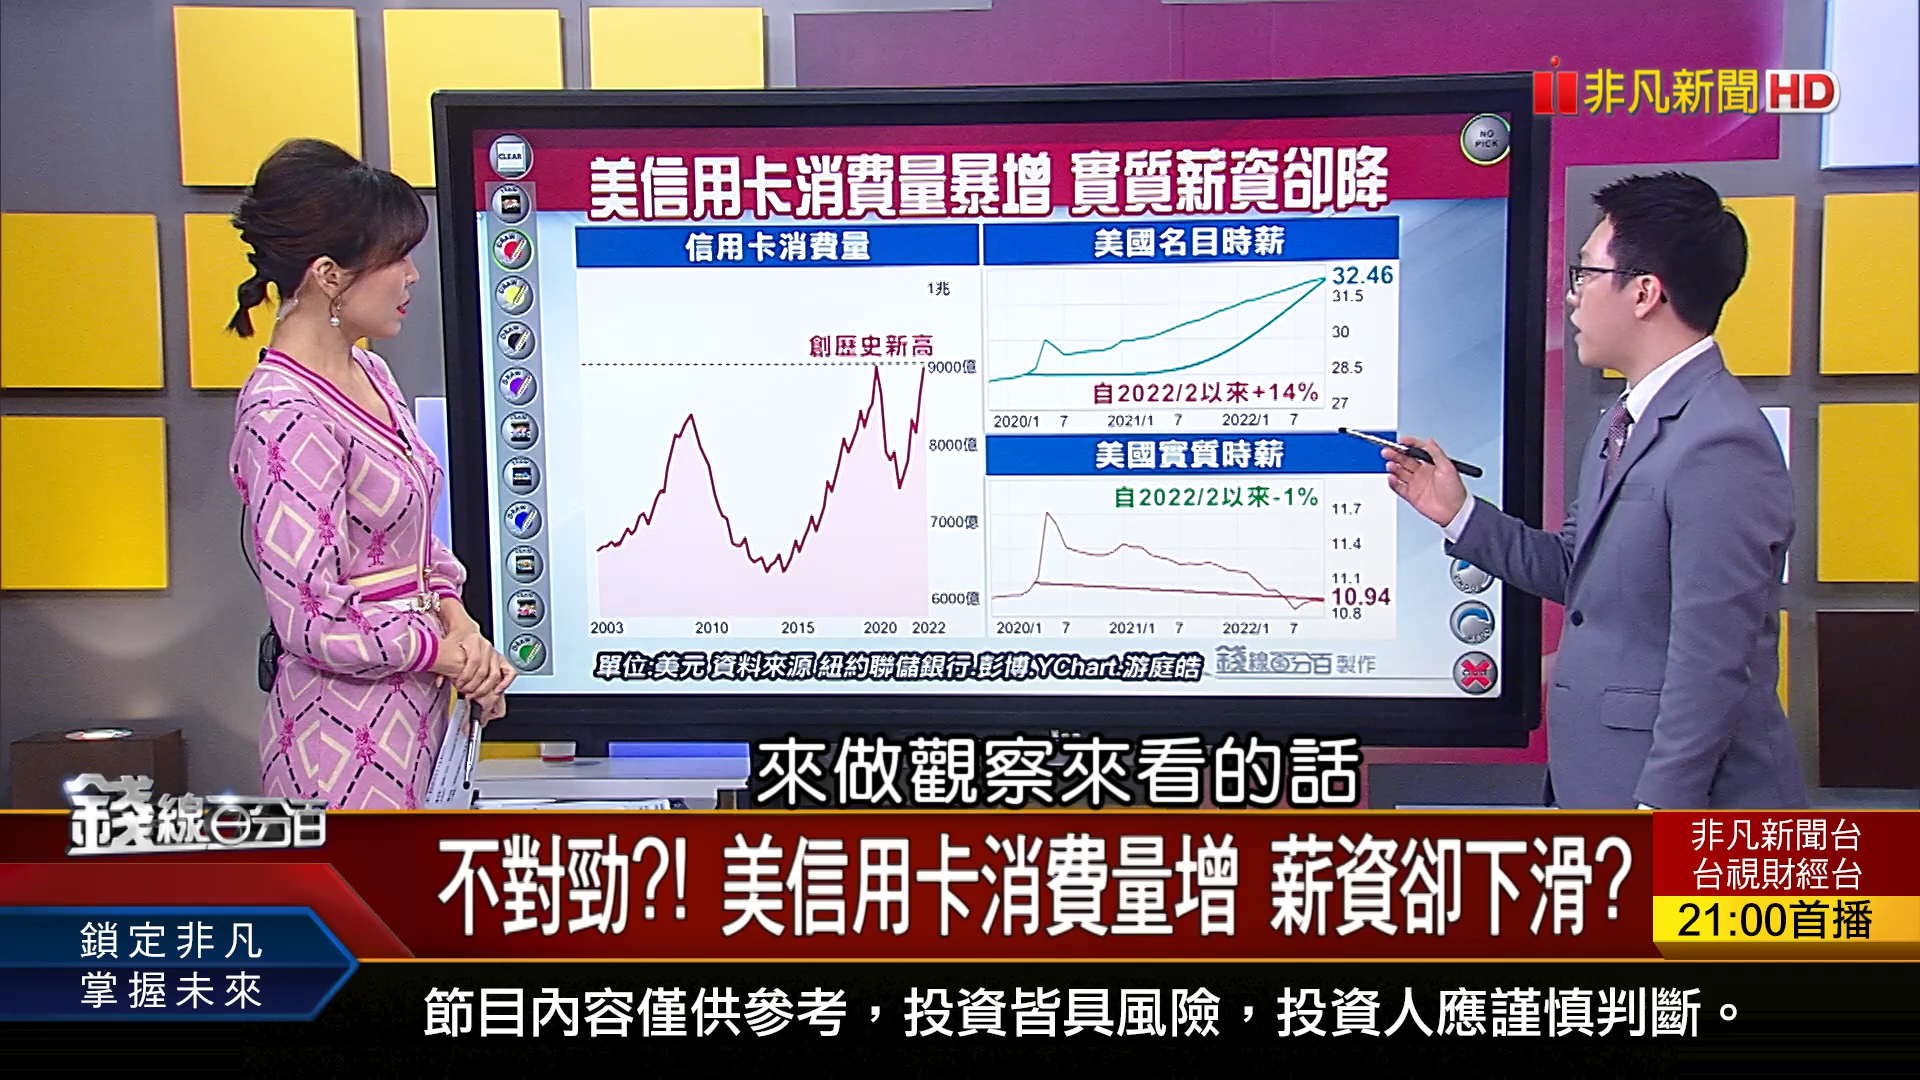 非凡新聞HD
CLEAR
NO PICK
美信用卡消費量暴增 實質薪資卻降
信用卡消費量
1兆
創歷史新高
9000億
8000億
7000億
6000億
2003 2010 2015 2020 2022
美國名目時薪
32.46
31.5
30
28.5
27
自2022/2以來+14%
2020/1 7 2021/1 7 2022/1 7
美國實質時薪
自2022/2以來-1%
11.7
11.4
11.1
10.94
10.8
2020/1 7 2021/1 7 2022/1 7
單位:美元 資料來源.紐約聯儲銀行.彭博.YChart.游庭皓
錢線百分百 製作
來做觀察來看的話
錢線百分百
不對勁?! 美信用卡消費量增 薪資卻下滑?
非凡新聞台
台視財經台
21:00首播
鎖定非凡
掌握未來
節目內容僅供參考，投資皆具風險，投資人應謹慎判斷。